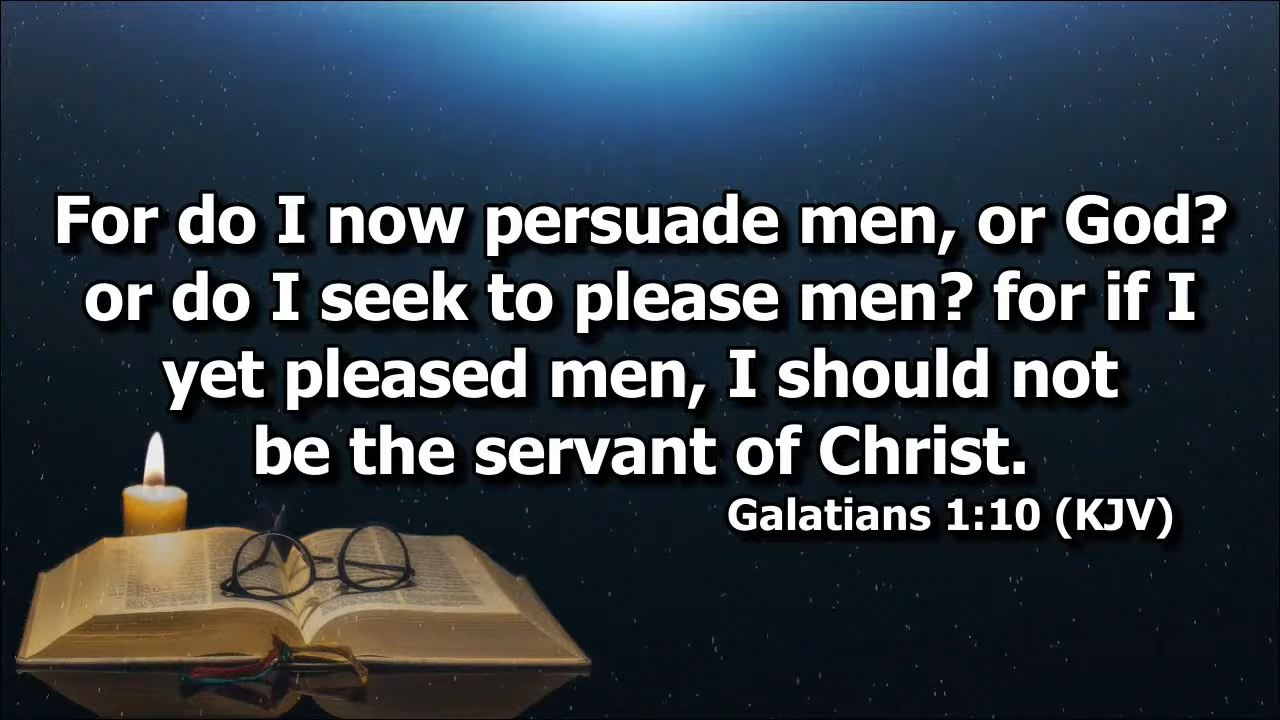 For do I now persuade men, or God?
or do I seek to please men? for if I
yet pleased men, I should not
be the servant of Christ.
Galatians 1:10 (KJV)